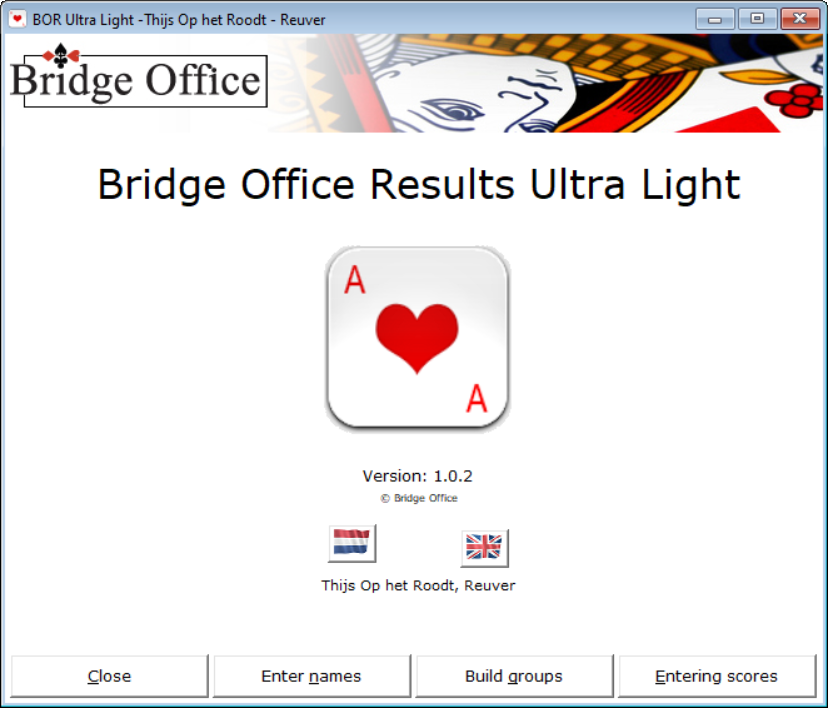 BOR Ultra Light -Thijs Op het Roodt - Reuver
Bridge Office
Bridge Office Results Ultra Light
A
A
Version: 1.0.2
© Bridge Office
Thijs Op het Roodt, Reuver
Close
Enter names
Build groups
Entering scores